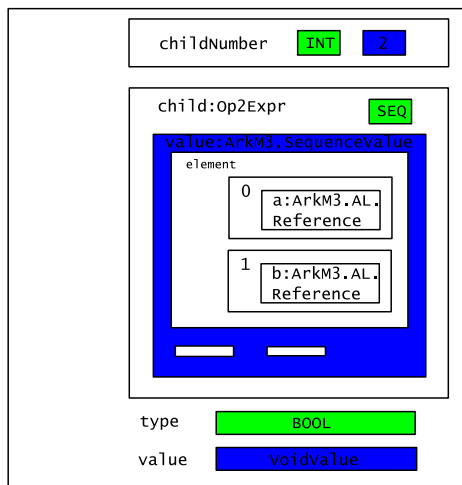 childNumber INT 2
child:Op2Expr SEQ
value:ArkM3.SequenceValue
element
0 a:ArkM3.AL.
Reference
1 b:ArkM3.AL.
Reference
type BOOL
value VoidValue